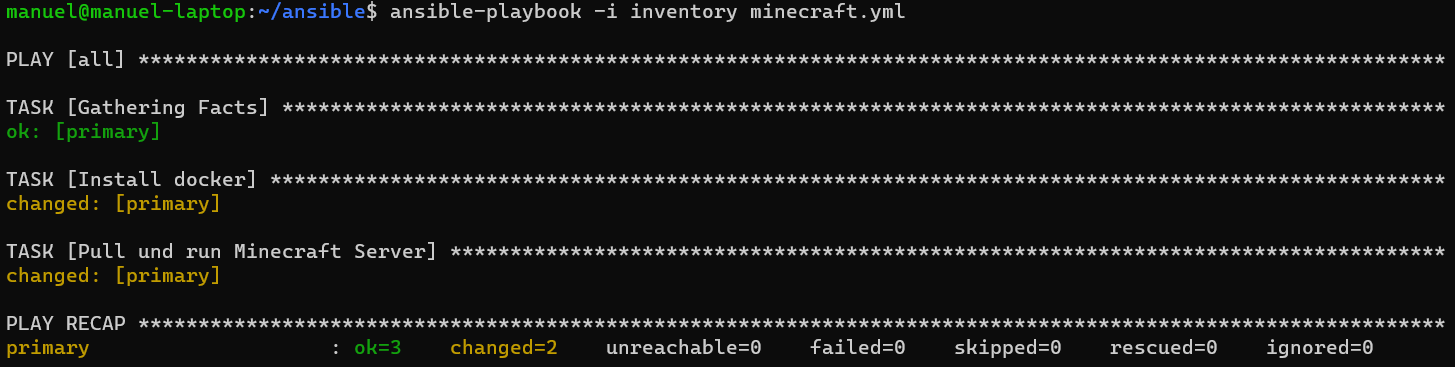 manuel@manuel-laptop:~/ansible$ ansible-playbook -i inventory minecraft.yml
PLAY [all] *************************************************************************************************************
TASK [Gathering Facts] *************************************************************************************************
ok: [primary]
TASK [Install docker] **************************************************************************************************
changed: [primary]
TASK [Pull und run Minecraft Server] ***********************************************************************************
changed: [primary]
PLAY RECAP *************************************************************************************************************
primary                    : ok=3    changed=2    unreachable=0    failed=0    skipped=0    rescued=0    ignored=0